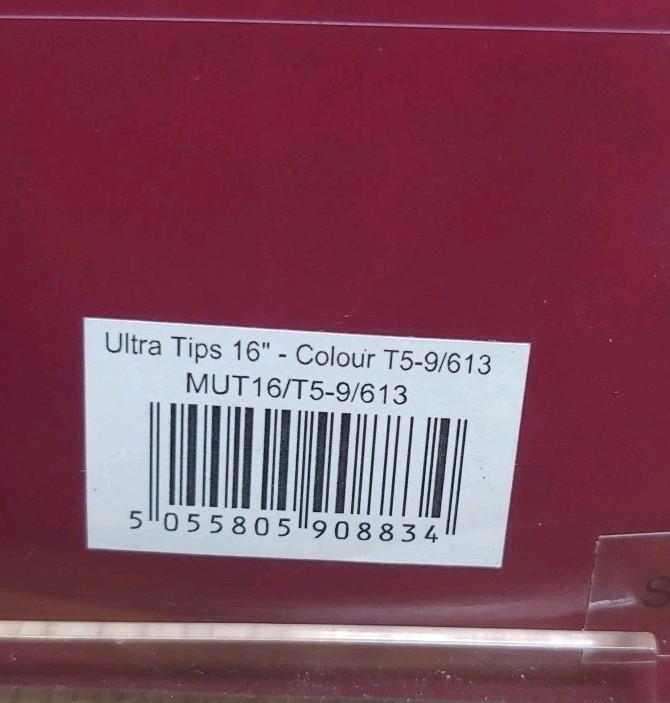 Ultra Tips 16" - Colour T5-9/613
MUT16/T5-9/613
5 055805 908834
S